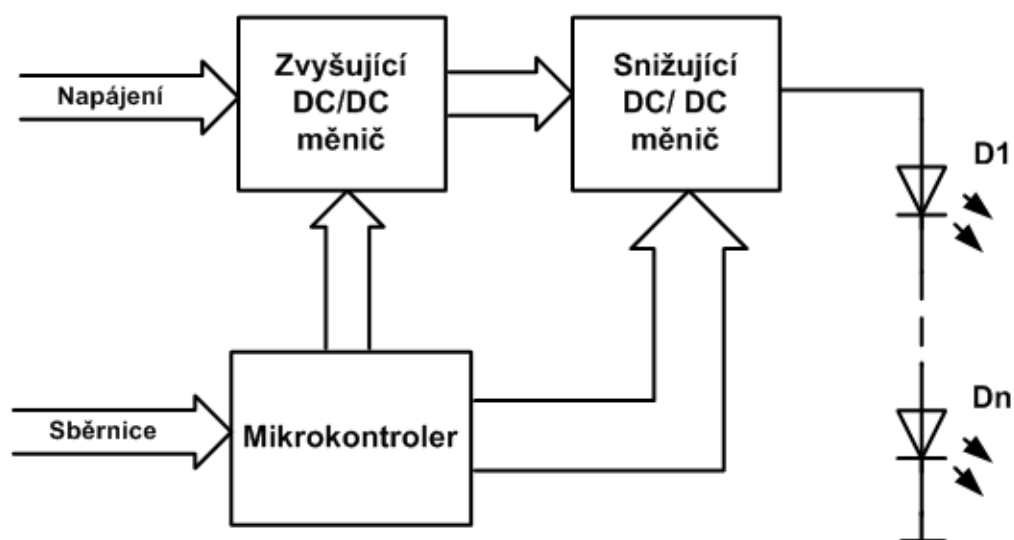 Napájení
Zvyšující
DC/DC
měnič
Snižující
DC/ DC
měnič
D1
Sběrnice
Mikrokontroler
Dn